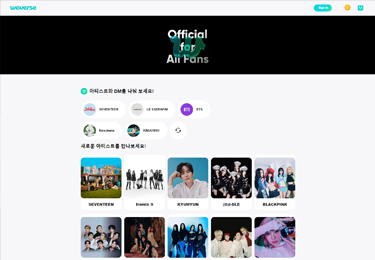 weverse
Sign in
Official
for
All Fans
아티스트와 DM을 나눠 보세요!
SEVENTEEN
LE SSERAFIM
BTS
NewJeans
새로운 아티스트를 만나보세요!
SEVENTEEN
fromis_9
KYUHYUN
(G)I-DLE
BLACKPINK